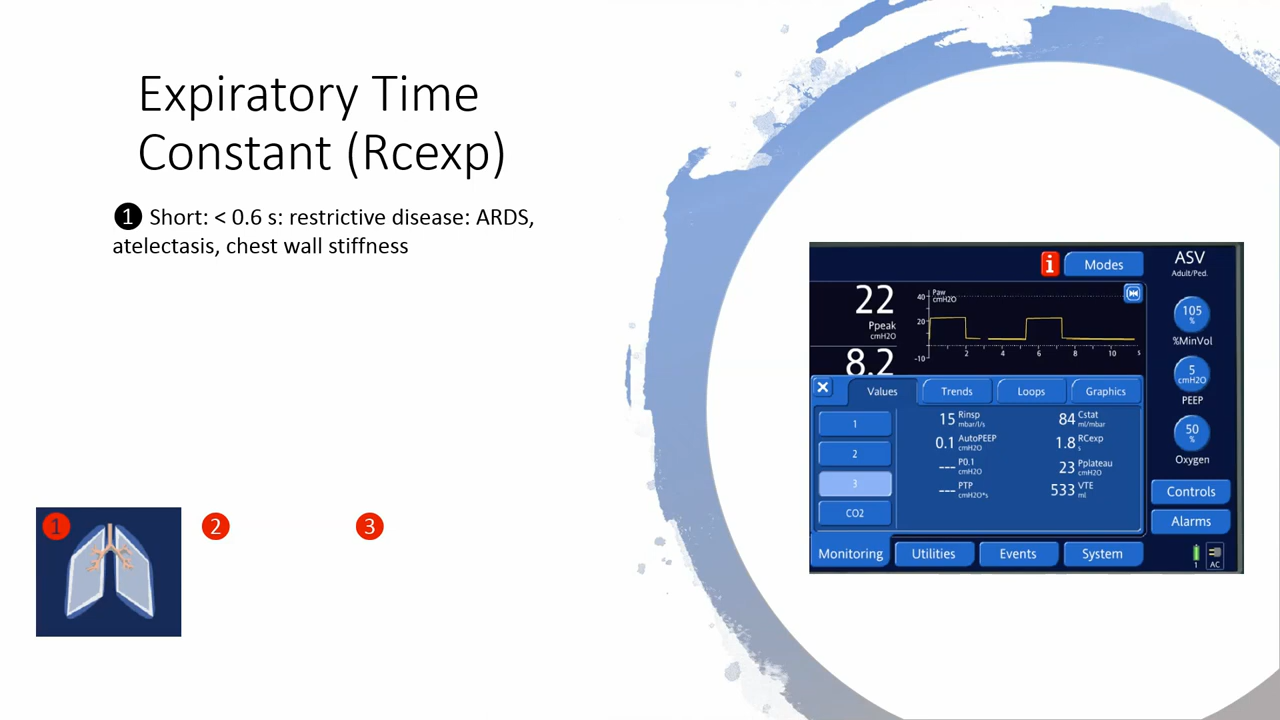 Expiratory Time
Constant (Rcexp)
❶ Short: < 0.6 s: restrictive disease: ARDS,
atelectasis, chest wall stiffness
1
2
3
i
Modes
ASV
Adult/Ped.
22
Ppeak
cmH2O
8.2
Paw
cmH2O
40
20
-10
2
4
6
8
10
s
105
%
%MinVol
5
cmH2O
PEEP
50
%
Oxygen
X
Values
Trends
Loops
Graphics
1
2
3
CO2
15 Rinsp
mbar/l/s
84 Cstat
ml/mbar
0.1 AutoPEEP
cmH2O
1.8 RCexp
s
--- P0.1
cmH2O
23 Pplateau
cmH2O
--- PTP
cmH2O*s
533 VTE
ml
Controls
Alarms
Monitoring
Utilities
Events
System
1
AC